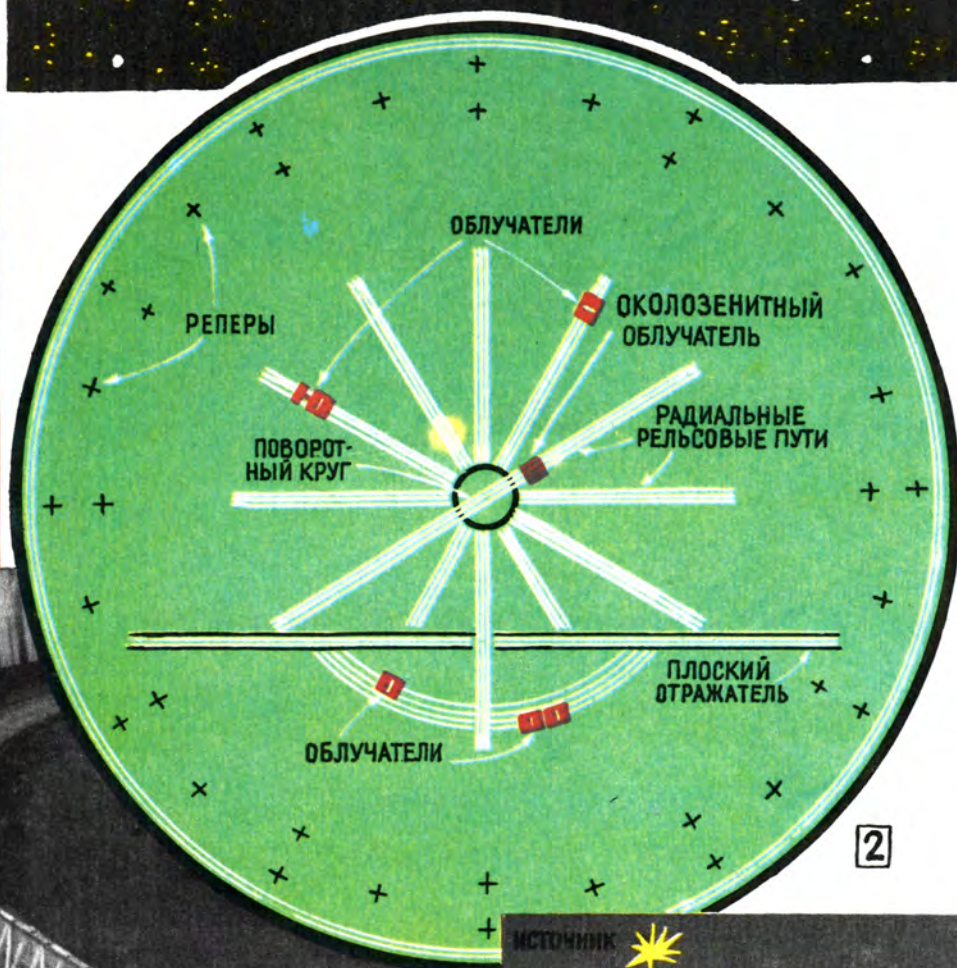 ОБЛУЧАТЕЛИ
РЕПЕРЫ
ОКОЛОЗЕНИТНЫЙ
ОБЛУЧАТЕЛЬ
РАДИАЛЬНЫЕ
РЕЛЬСОВЫЕ ПУТИ
ПОВОРОТ-
НЫЙ КРУГ
ПЛОСКИЙ
ОТРАЖАТЕЛЬ
ОБЛУЧАТЕЛИ
2
ИСТОЧНИК